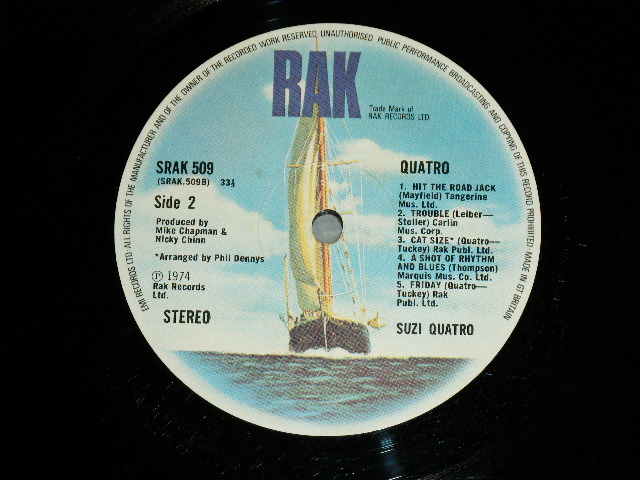 EMI RECORDS LTD·ALL RIGHTS OF THE MANUFACTURER AND OF THE OWNER OF THE RECORDED WORK RESERVED UNAUTHORISED PUBLIC PERFORMANCE BROADCASTING AND COPYING OF THIS RECORD PROHIBITED·MADE IN GT BRITAIN
RAK
Trade Mark of
RAK RECORDS LTD.
SRAK 509
(SRAK.509B) 33⅓
Side 2
Produced by
Mike Chapman &
Nicky Chinn
*Arranged by Phil Dennys
Ⓟ 1974
Rak Records
Ltd.
STEREO
QUATRO
1. HIT THE ROAD JACK
(Mayfield) Tangerine
Mus. Ltd.
2. TROUBLE (Leiber—
Stoller) Carlin
Mus. Corp.
3. CAT SIZE* (Quatro—
Tuckey) Rak Publ. Ltd.
4. A SHOT OF RHYTHM
AND BLUES (Thompson)
Marquis Mus. Co. Ltd.
5. FRIDAY (Quatro—
Tuckey) Rak
Publ. Ltd.
SUZI QUATRO